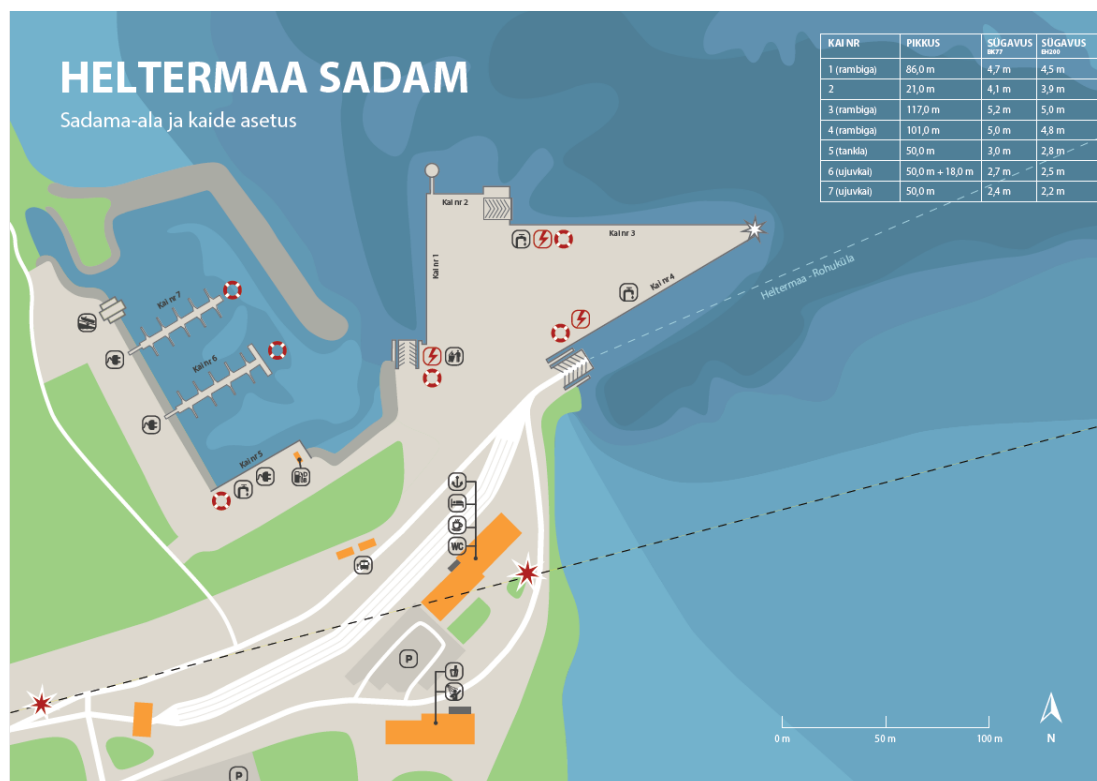 HELTERMAA SADAM
Sadama-ala ja kaide asetus
KAI NR PIKKUS SÜGAVUS BK77 SÜGAVUS EH200
1 (rambiga) 86,0 m 4,7 m 4,5 m
2 21,0 m 4,1 m 3,9 m
3 (rambiga) 117,0 m 5,2 m 5,0 m
4 (rambiga) 101,0 m 5,0 m 4,8 m
5 (tankla) 50,0 m 3,0 m 2,8 m
6 (ujuvkai) 50,0 m + 18,0 m 2,7 m 2,5 m
7 (ujuvkai) 50,0 m 2,4 m 2,2 m
Kai nr 2
Kai nr 3
Kai nr 1
Kai nr 4
Heltermaa - Rohuküla
Kai nr 7
Kai nr 6
Kai nr 5
WC
P
P
0 m 50 m 100 m
N